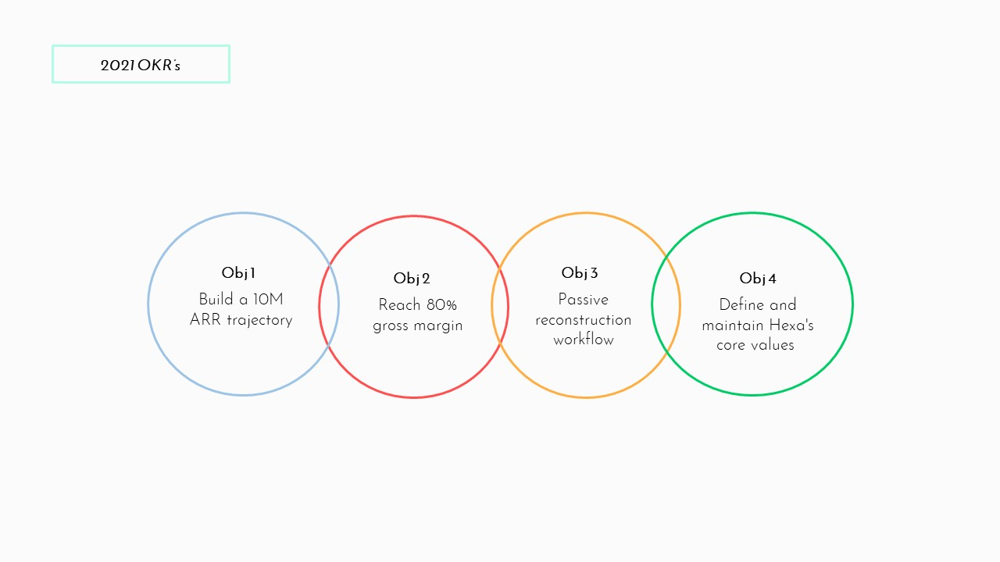 2021 OKR's
Obj 1
Build a 10M
ARR trajectory
Obj 2
Reach 80%
gross margin
Obj 3
Passive
reconstruction
workflow
Obj 4
Define and
maintain Hexa's
core values